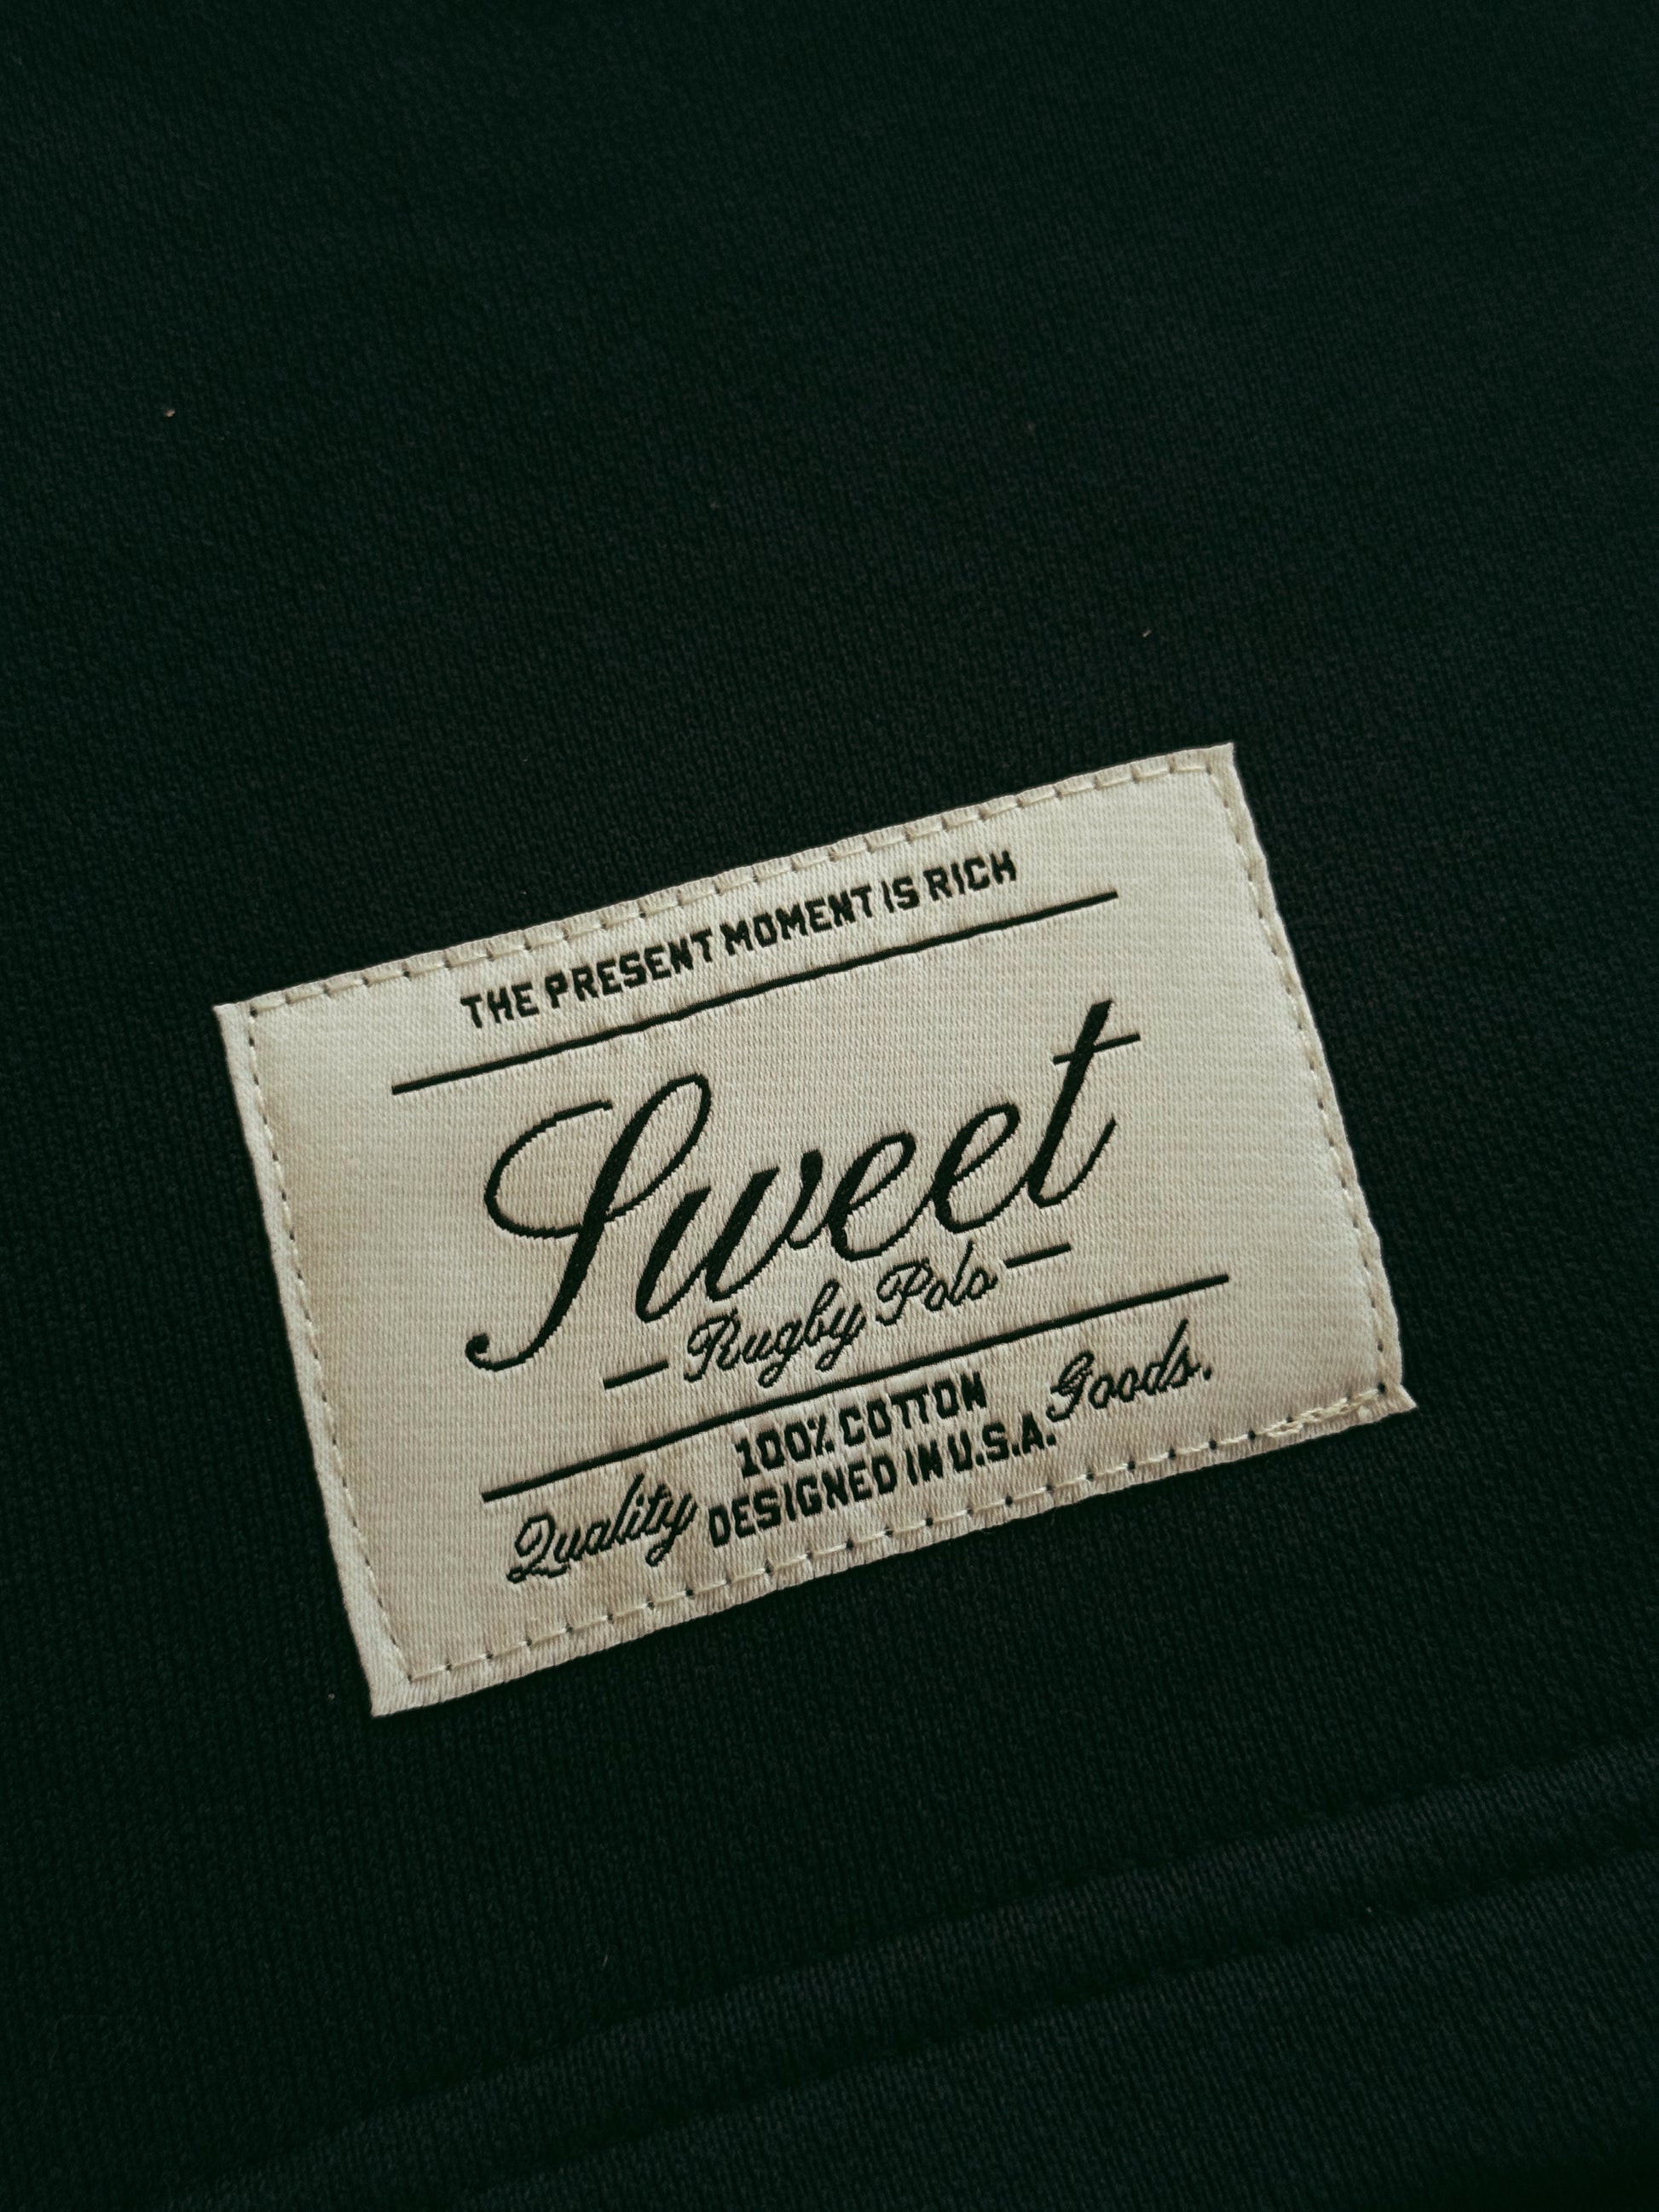 THE PRESENT MOMENT IS RICH
Sweet
Rugby Polo
100% COTTON
Quality DESIGNED IN U.S.A. Goods.